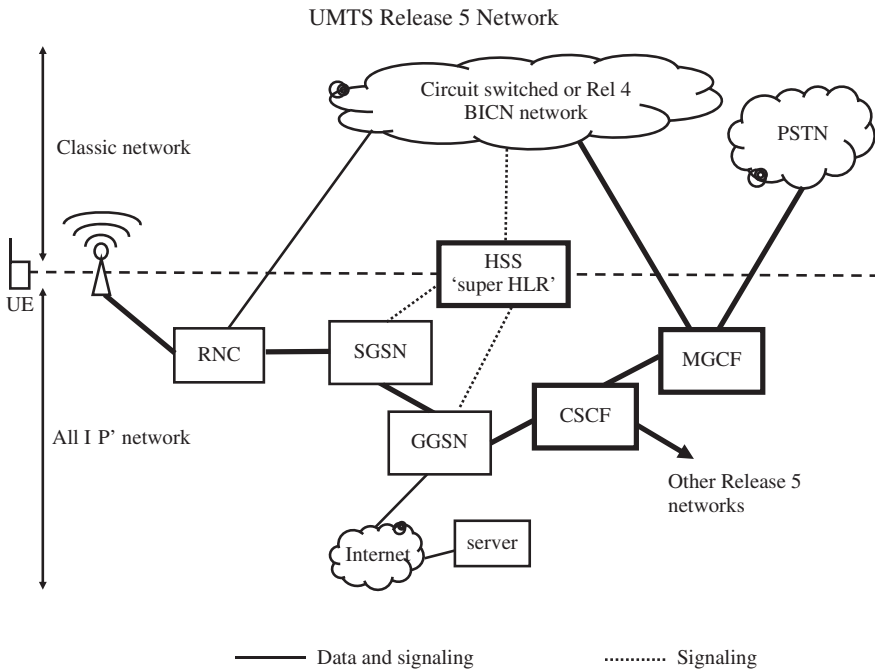 UMTS Release 5 Network
Circuit switched or Rel 4
BICN network
PSTN
Classic network
HSS
‘super HLR’
UE
RNC
SGSN
MGCF
CSCF
GGSN
All I P’ network
Other Release 5
networks
Internet
server
Data and signaling
Signaling